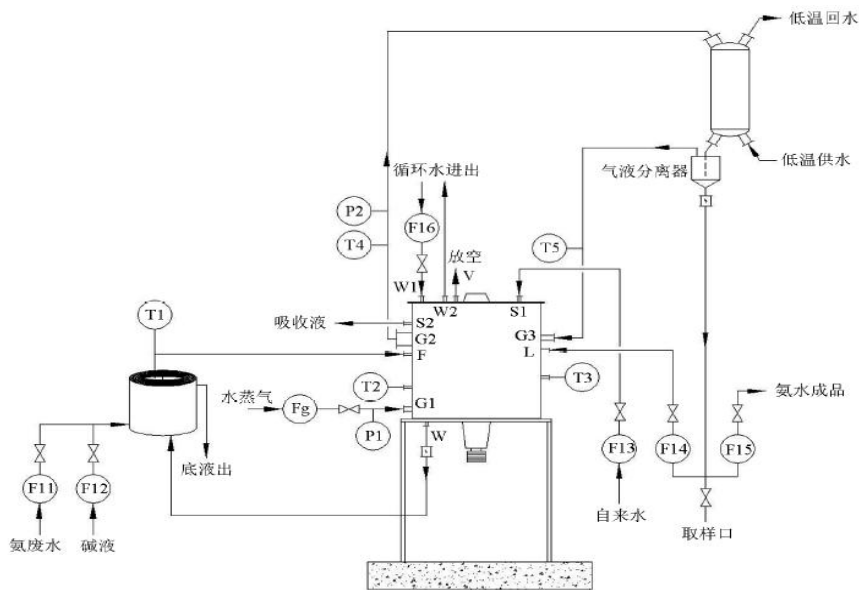 低温回水
低温供水
气液分离器
循环水进出
P2
F16
T4
T5
放空
V
W1
W2
S1
T1
吸收液
S2
G2
G3
F
L
T2
T3
水蒸气
Fg
G1
P1
氨水成品
W
F11
F12
底液出
F13
F14
F15
氨废水
碱液
自来水
取样口